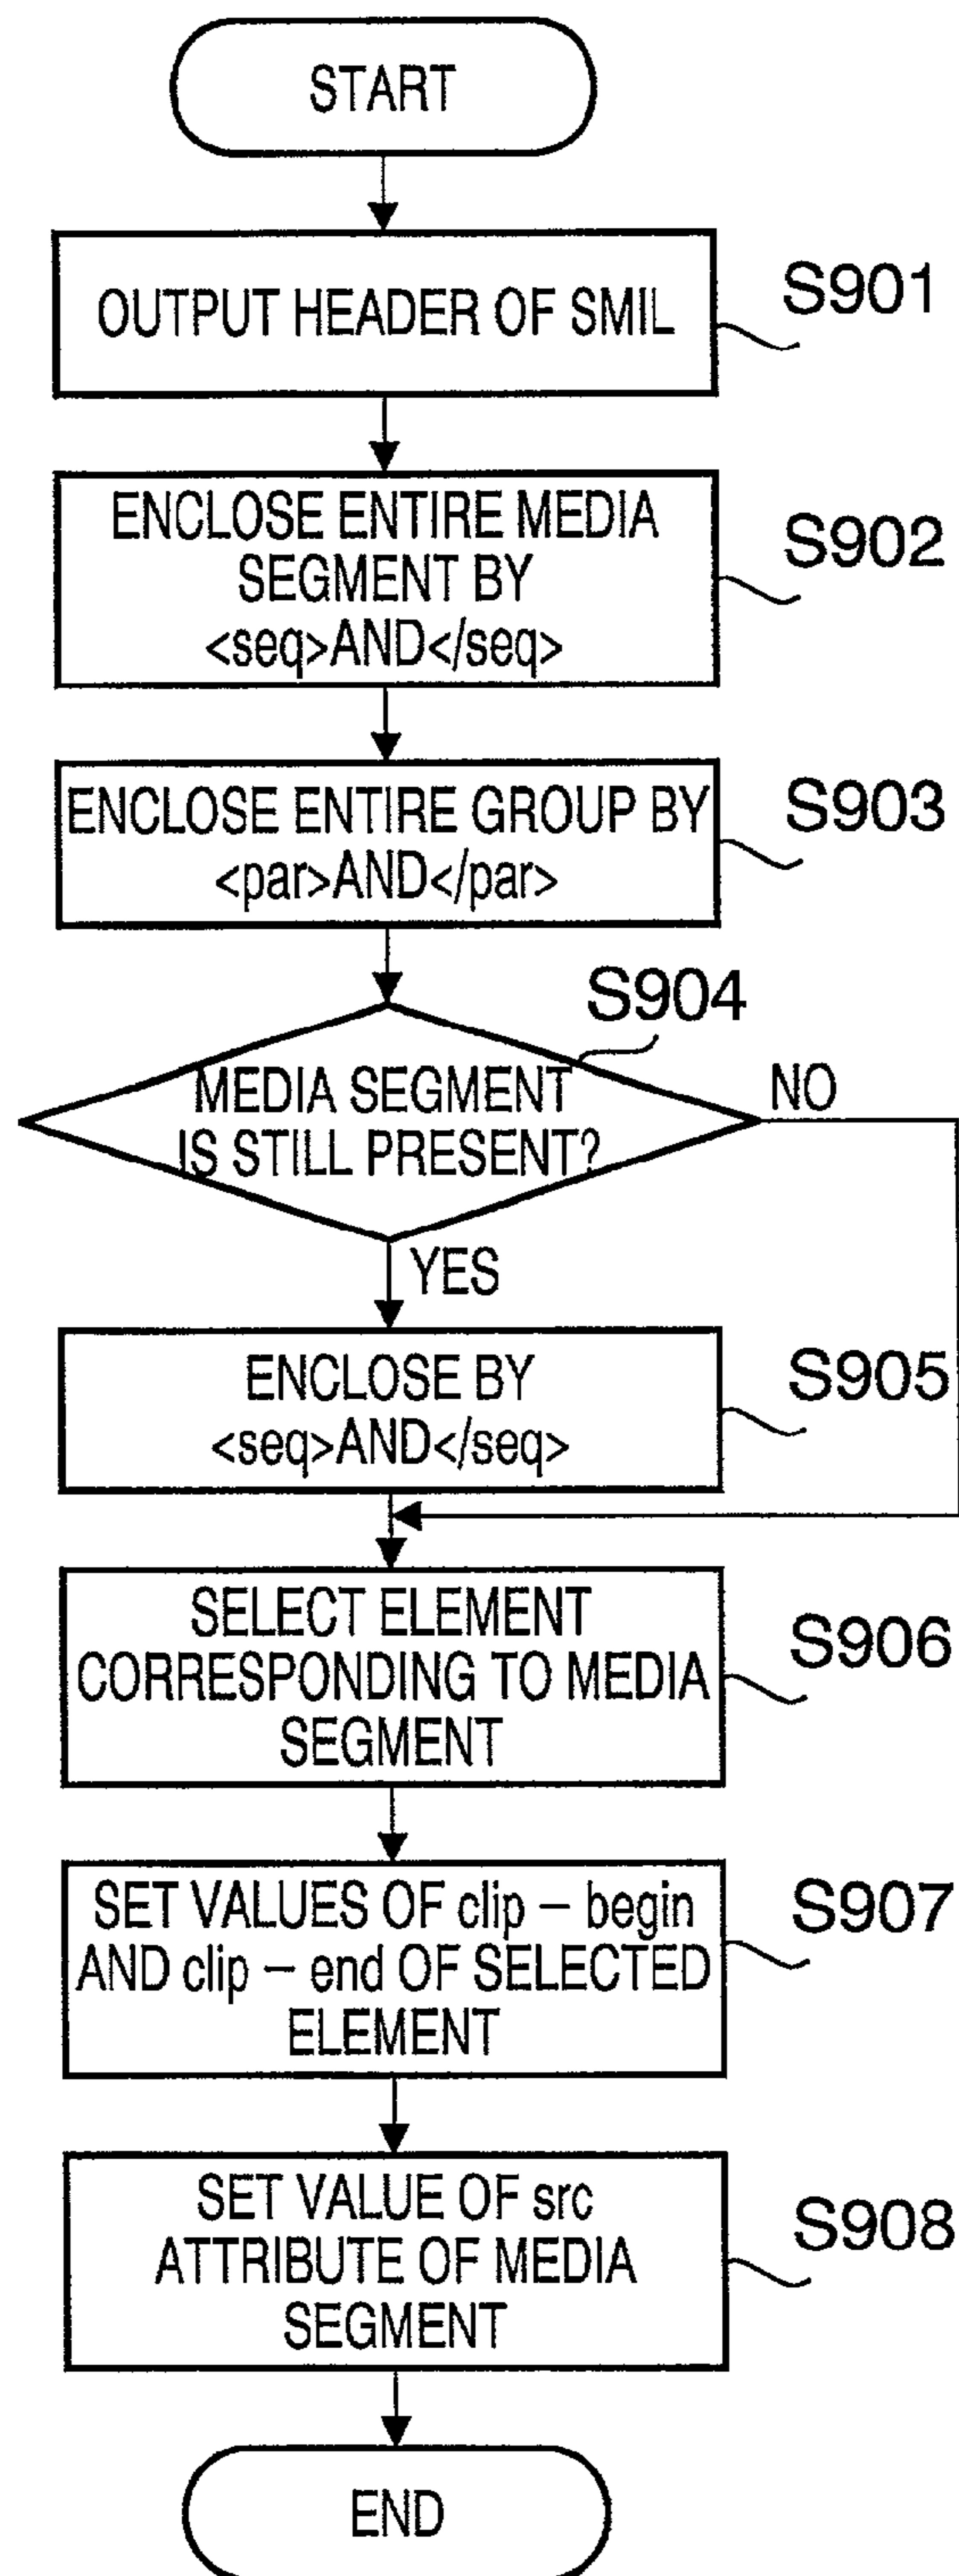 START
OUTPUT HEADER OF SMIL
S901
ENCLOSE ENTIRE MEDIA
SEGMENT BY
<seq>AND</seq>
S902
ENCLOSE ENTIRE GROUP BY
<par>AND</par>
S903
S904
MEDIA SEGMENT
IS STILL PRESENT?
NO
YES
ENCLOSE BY
<seq>AND</seq>
S905
SELECT ELEMENT
CORRESPONDING TO MEDIA
SEGMENT
S906
SET VALUES OF clip – begin
AND clip – end OF SELECTED
ELEMENT
S907
SET VALUE OF src
ATTRIBUTE OF MEDIA
SEGMENT
S908
END